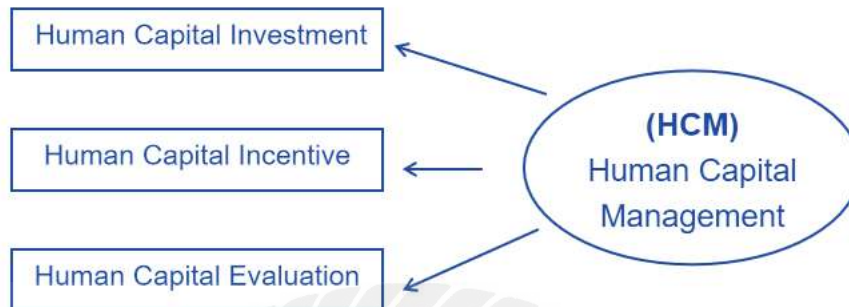 Human Capital Investment
Human Capital Incentive
Human Capital Evaluation
(HCM)
Human Capital
Management